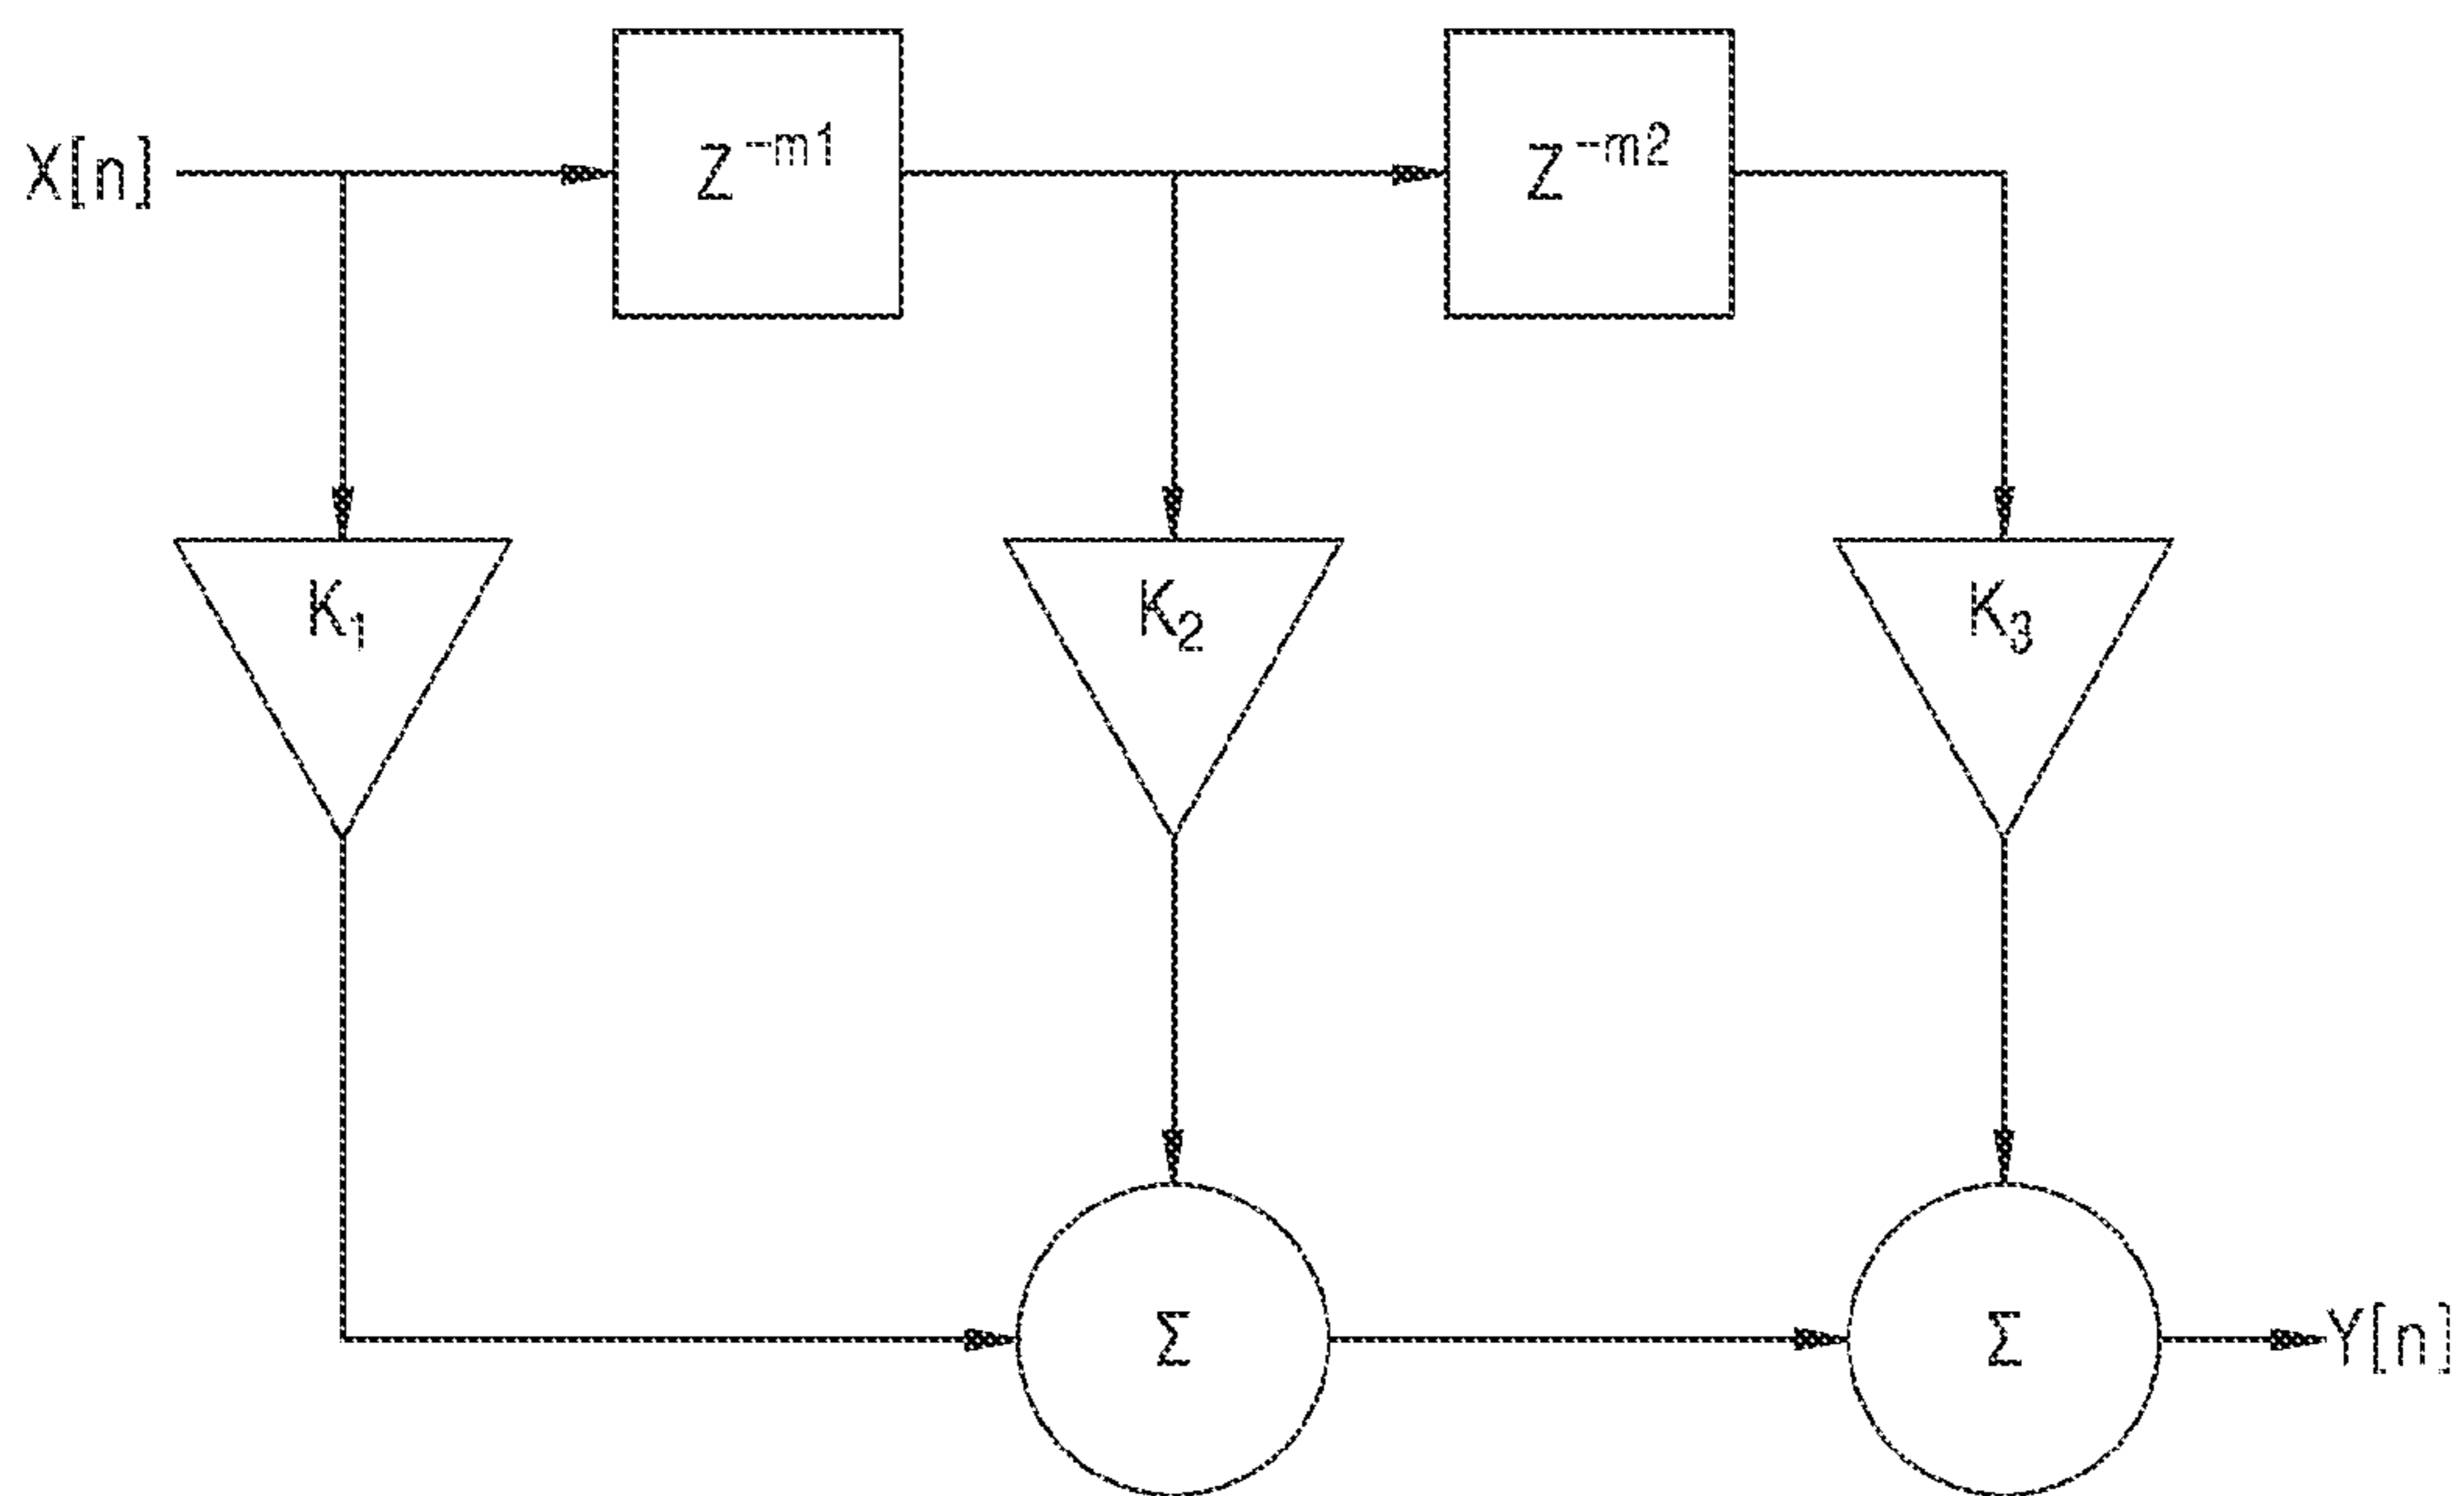 X[n]
Z⁻ᵐ¹
Z⁻ᵐ²
K₁
K₂
K₃
Σ
Σ
Y[n]